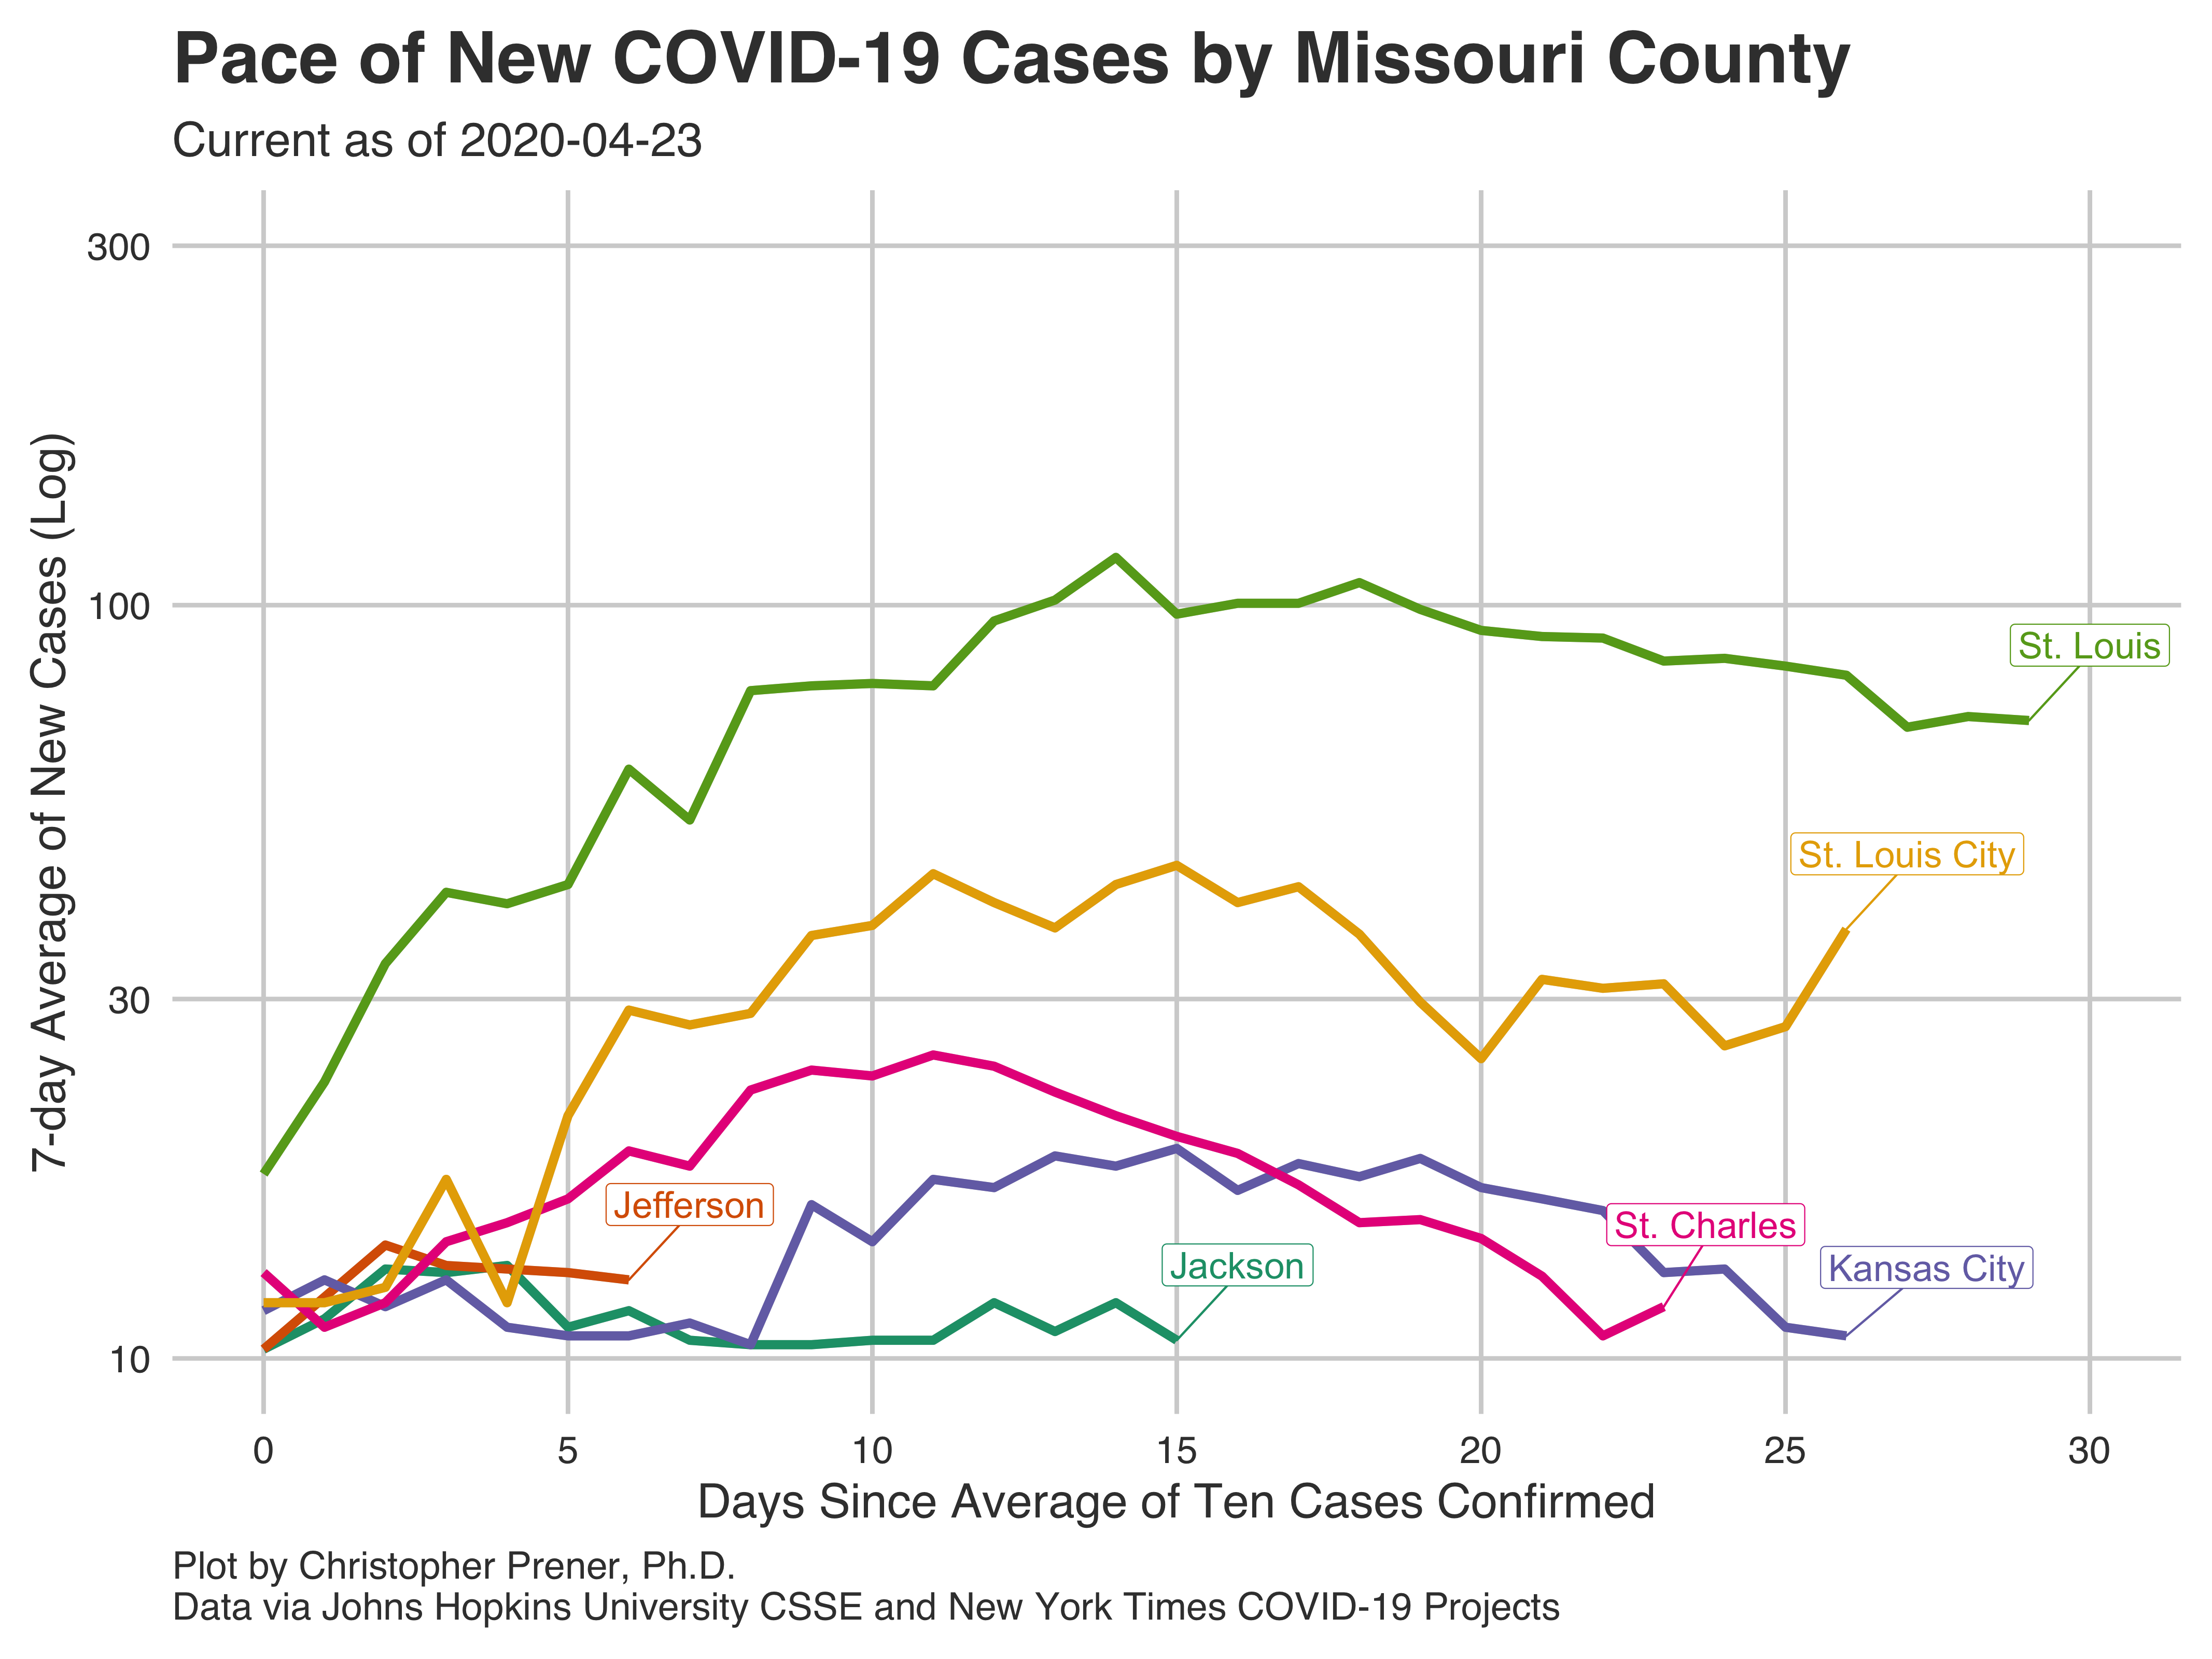 Pace of New COVID-19 Cases by Missouri County
Current as of 2020-04-23
7-day Average of New Cases (Log)
300
100
30
10
St. Louis
St. Louis City
Jefferson
St. Charles
Jackson
Kansas City
0 5 10 15 20 25 30
Days Since Average of Ten Cases Confirmed
Plot by Christopher Prener, Ph.D.
Data via Johns Hopkins University CSSE and New York Times COVID-19 Projects